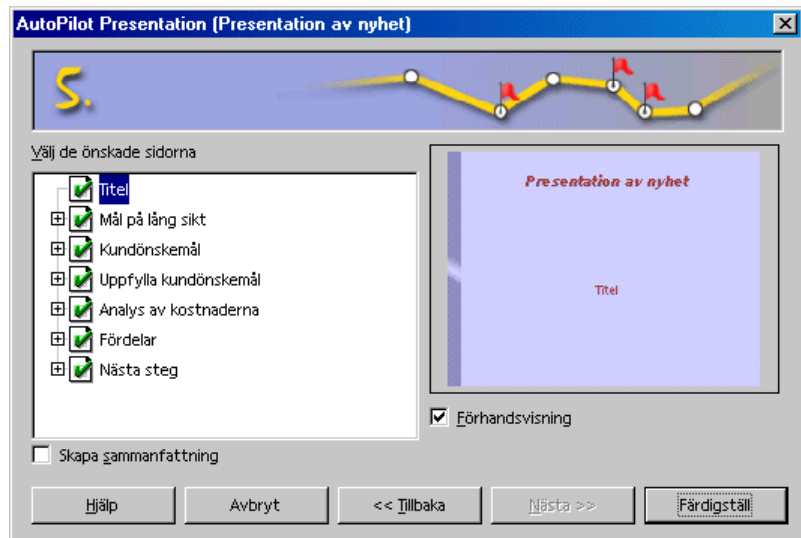 AutoPilot Presentation (Presentation av nyhet)
5.
Välj de önskade sidorna
Titel
Mål på lång sikt
Kundönskemål
Uppfylla kundönskemål
Analys av kostnaderna
Fördelar
Nästa steg
Presentation av nyhet
Titel
Förhandsvisning
Skapa sammanfattning
Hjälp
Avbryt
<< Tillbaka
Nästa >>
Färdigställ